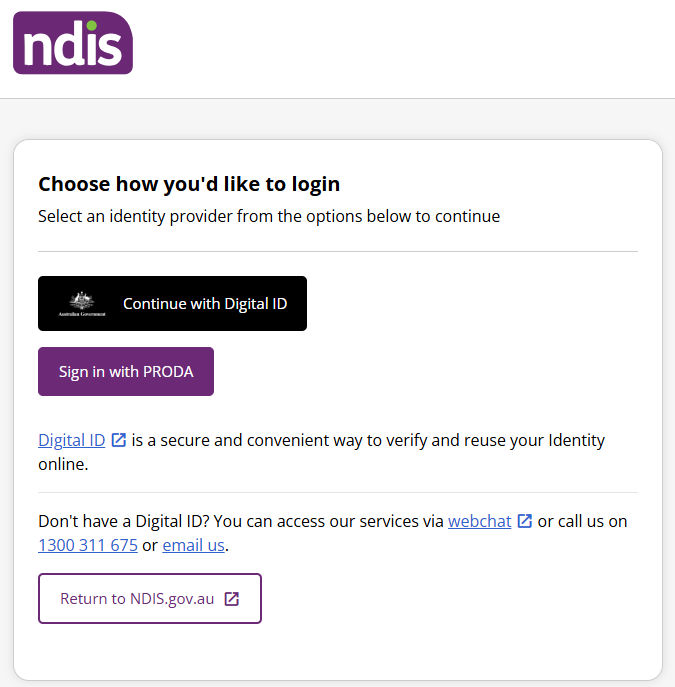 ndis
Choose how you'd like to login
Select an identity provider from the options below to continue
Australian Government
Continue with Digital ID
Sign in with PRODA
Digital ID is a secure and convenient way to verify and reuse your Identity
online.
Don't have a Digital ID? You can access our services via webchat or call us on
1300 311 675 or email us.
Return to NDIS.gov.au